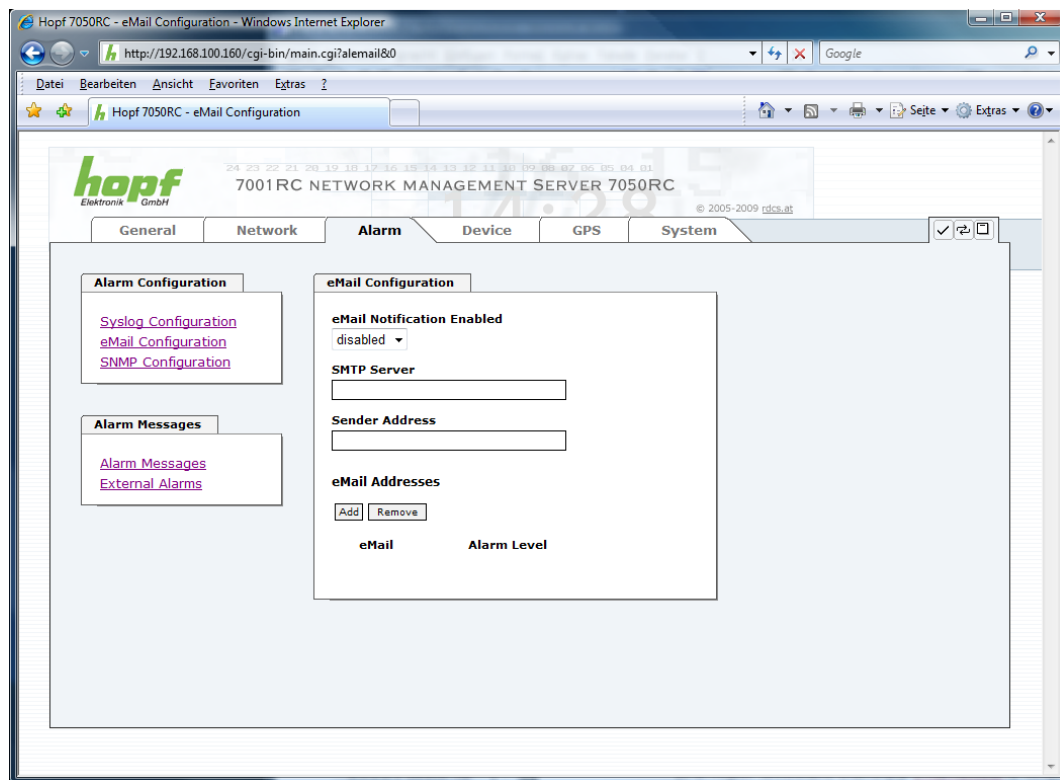 Hopf 7050RC - eMail Configuration - Windows Internet Explorer
http://192.168.100.160/cgi-bin/main.cgi?alemail&0
Google
Datei Bearbeiten Ansicht Favoriten Extras ?
Hopf 7050RC - eMail Configuration
Seite Extras
24 23 22 21 20 19 18 17 16 15 14 13 12 11 10 09 08 07 06 05 04 01
hopf
Elektronik GmbH
7001RC NETWORK MANAGEMENT SERVER 7050RC
14:28
© 2005-2009 rdcs.at
General Network Alarm Device GPS System
Alarm Configuration
Syslog Configuration
eMail Configuration
SNMP Configuration
Alarm Messages
Alarm Messages
External Alarms
eMail Configuration
eMail Notification Enabled
disabled
SMTP Server
Sender Address
eMail Addresses
Add Remove
eMail Alarm Level